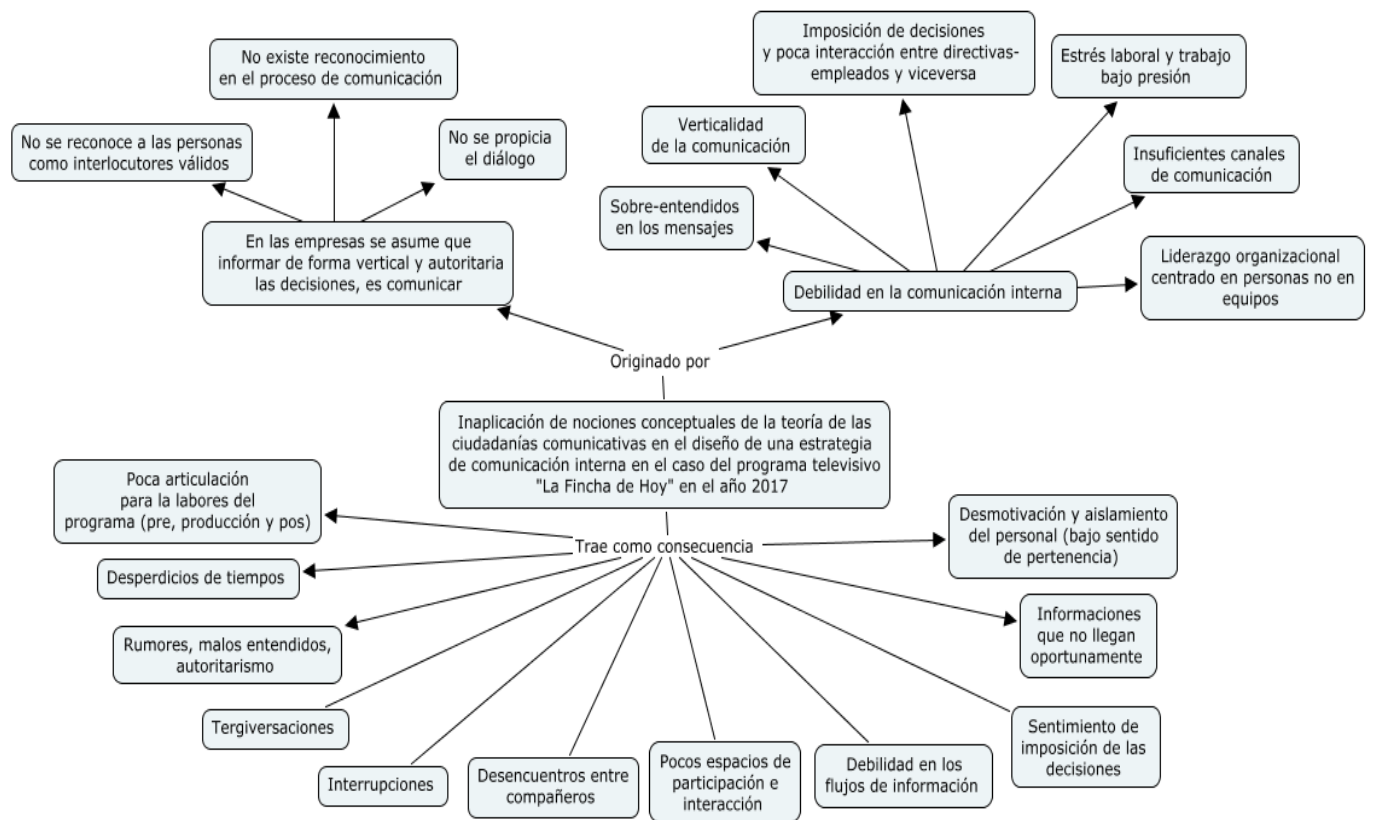 No existe reconocimiento
en el proceso de comunicación
Imposición de decisiones
y poca interacción entre directivas-
empleados y viceversa
Estrés laboral y trabajo
bajo presión
No se reconoce a las personas
como interlocutores válidos
No se propicia
el diálogo
Verticalidad
de la comunicación
Insuficientes canales
de comunicación
Sobre-entendidos
en los mensajes
En las empresas se asume que
informar de forma vertical y autoritaria
las decisiones, es comunicar
Debilidad en la comunicación interna
Liderazgo organizacional
centrado en personas no en
equipos
Originado por
Inaplicación de nociones conceptuales de la teoría de las
ciudadanías comunicativas en el diseño de una estrategia
de comunicación interna en el caso del programa televisivo
"La Fincha de Hoy" en el año 2017
Poca articulación
para la labores del
programa (pre, producción y pos)
Trae como consecuencia
Desmotivación y aislamiento
del personal (bajo sentido
de pertenencia)
Desperdicios de tiempos
Informaciones
que no llegan
oportunamente
Rumores, malos entendidos,
autoritarismo
Tergiversaciones
Sentimiento de
imposición de las
decisiones
Interrupciones
Desencuentros entre
compañeros
Pocos espacios de
participación e
interacción
Debilidad en los
flujos de información